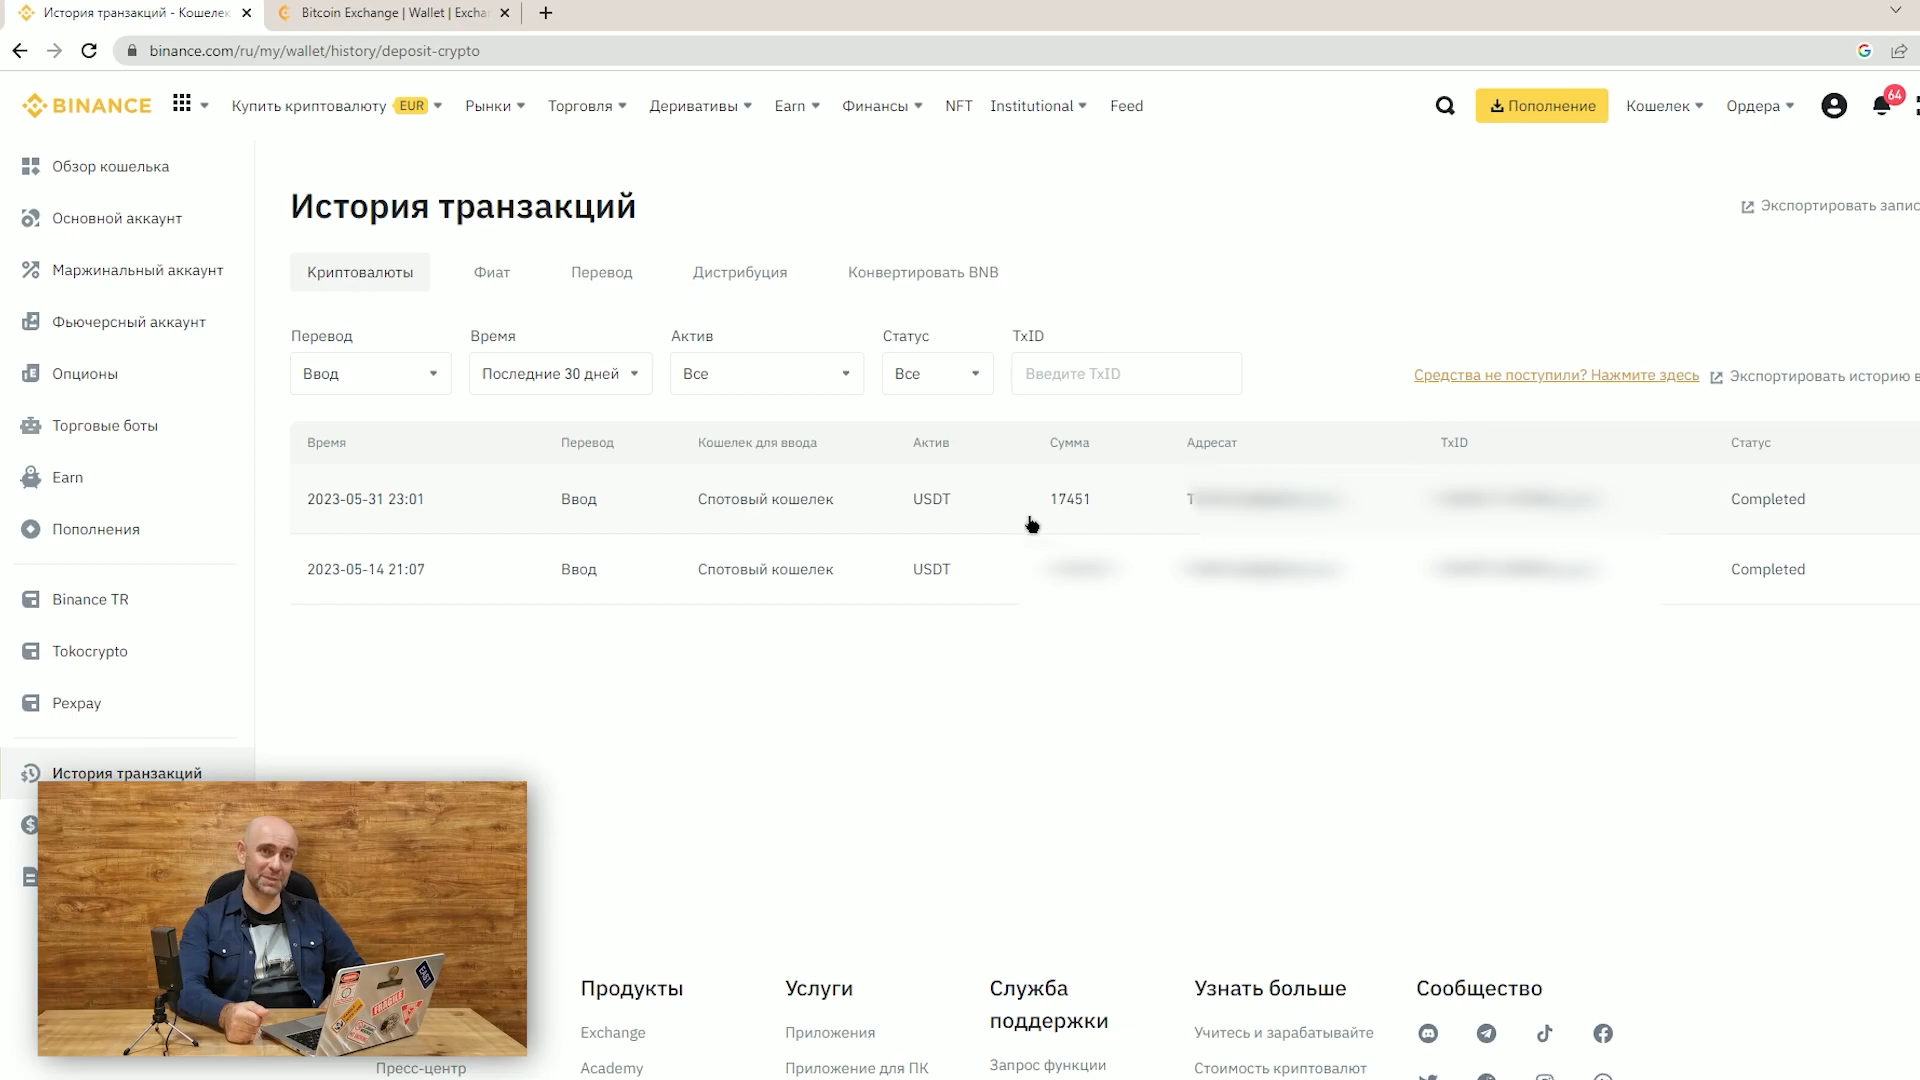 История транзакций - Кошелек
Bitcoin Exchange | Wallet | Excha
binance.com/ru/my/wallet/history/deposit-crypto
BINANCE
Купить криптовалюту EUR
Рынки
Торговля
Деривативы
Earn
Финансы
NFT
Institutional
Feed
Пополнение
Кошелек
Ордера
64
Обзор кошелька
Основной аккаунт
Маржинальный аккаунт
Фьючерсный аккаунт
Опционы
Торговые боты
Earn
Пополнения
Binance TR
Tokocrypto
Pexpay
История транзакций
История транзакций
Экспортировать запис
Криптовалюты
Фиат
Перевод
Дистрибуция
Конвертировать BNB
Перевод
Время
Актив
Статус
TxID
Ввод
Последние 30 дней
Все
Все
Введите TxID
Средства не поступили? Нажмите здесь
Экспортировать историю в
Время Перевод Кошелек для ввода Актив Сумма Адресат TxID Статус
2023-05-31 23:01 Ввод Спотовый кошелек USDT 17451 T Completed
2023-05-14 21:07 Ввод Спотовый кошелек USDT Completed
FRAGILE
EAST
Пресс-центр
Продукты
Exchange
Academy
Услуги
Приложения
Приложение для ПК
Служба
поддержки
Запрос функции
Узнать больше
Учитесь и зарабатывайте
Стоимость криптовалют
Сообщество